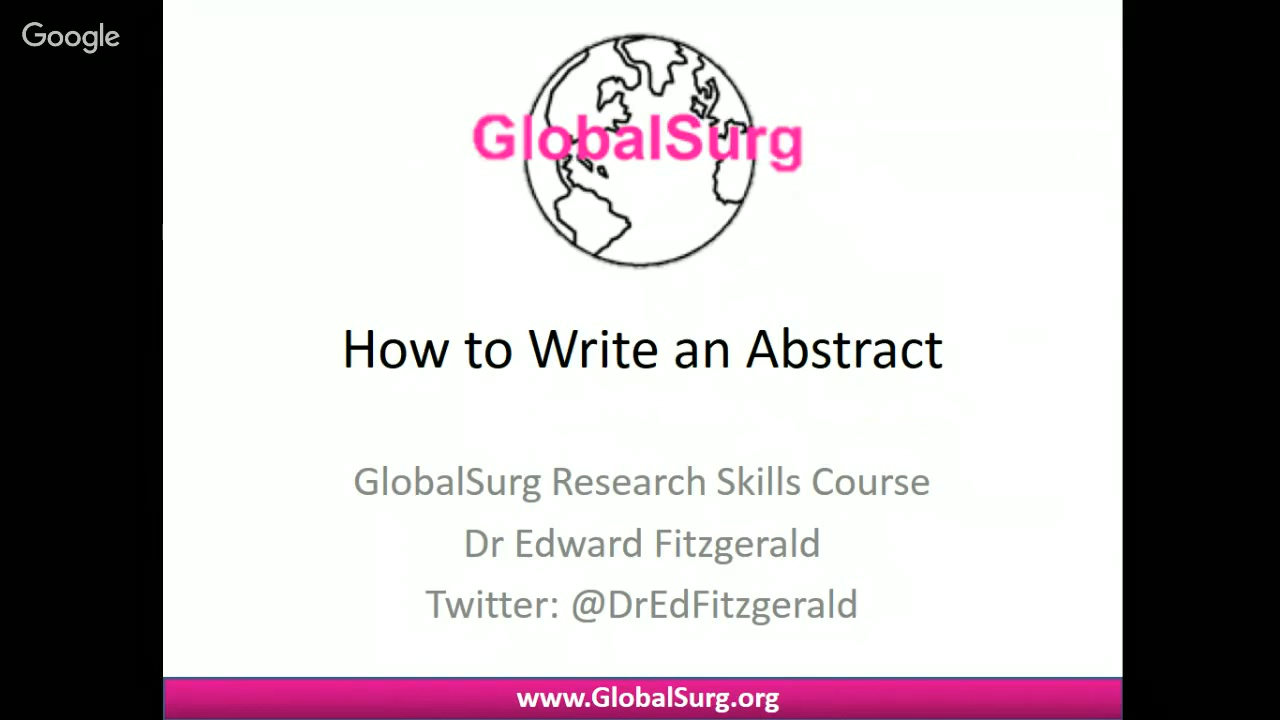 Google
GlobalSurg
How to Write an Abstract
GlobalSurg Research Skills Course
Dr Edward Fitzgerald
Twitter: @DrEdFitzgerald
www.GlobalSurg.org